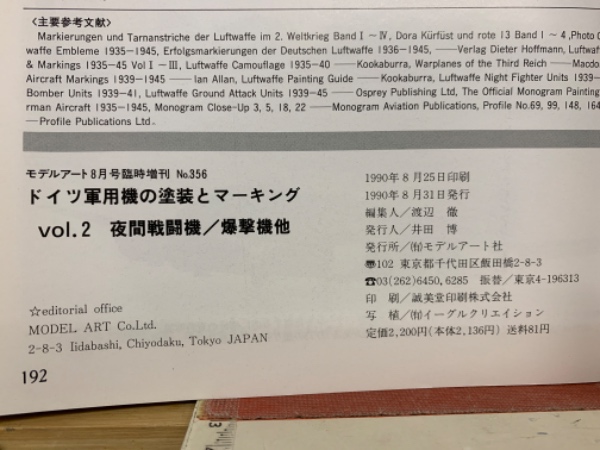 〈主要参考文献〉
Markierungen und Tarnanstriche der Luftwaffe im 2. Weltkrieg Band I ~ IV, Dora Kürfüst und rote 13 Band I ~ 4 ,Photo
waffe Embleme 1935-1945, Erfolgsmarkierungen der Deutschen Luftwaffe 1936-1945, ——Verlag Dieter Hoffmann, Luftwaf
& Markings 1935-45 Vol I - III, Luftwaffe Camouflage 1935-40 ——Kookaburra, Warplanes of the Third Reich ——Macdo
Aircraft Markings 1939-1945 ——Ian Allan, Luftwaffe Painting Guide ——Kookaburra, Luftwaffe Night Fighter Units 1939-
Bomber Units 1939-41, Luftwaffe Ground Attack Units 1939-45 ——Osprey Publishing Ltd, The Official Monogram Painting
rman Aircraft 1935-1945, Monogram Close-Up 3, 5, 18, 22 ——Monogram Aviation Publications, Profile No.69, 99, 148, 164
——Profile Publications Ltd.
モデルアート8月号臨時増刊 No.356
ドイツ軍用機の塗装とマーキング
vol.2 夜間戦闘機/爆撃機他
☆editorial office
MODEL ART Co.Ltd.
2-8-3 Iidabashi, Chiyodaku, Tokyo JAPAN
192
1990年8月25日印刷
1990年8月31日発行
編集人/渡辺 徹
発行人/井田 博
発行所/㈲モデルアート社
〠102 東京都千代田区飯田橋2-8-3
☎03(262)6450,6285 振替/東京4-196313
印 刷/誠美堂印刷株式会社
写 植/㈲イーグルクリエイション
定価2,200円(本体2,136円) 送料81円